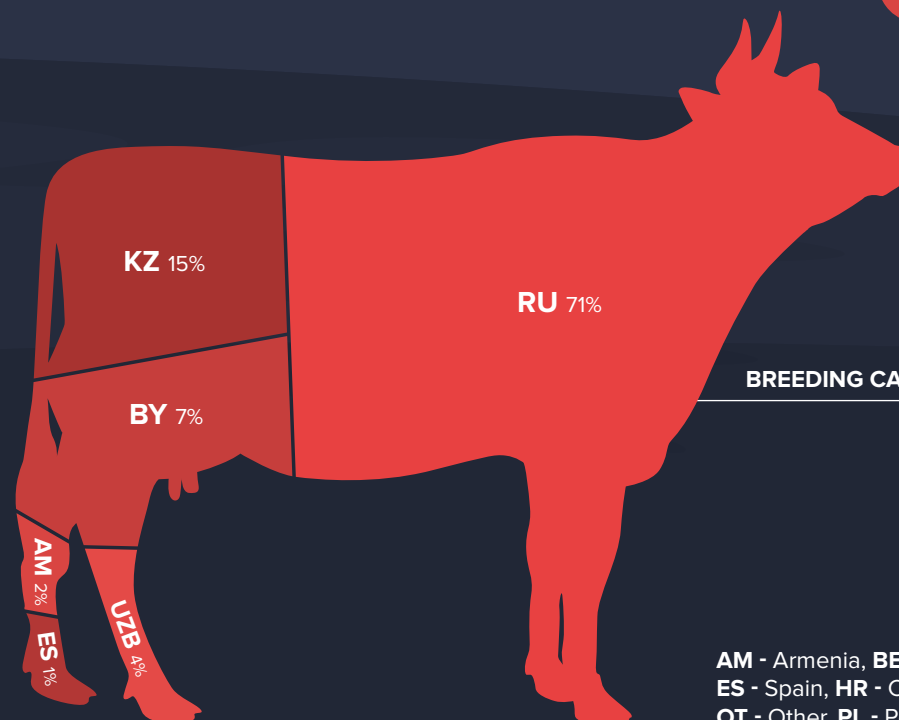 KZ 15%
RU 71%
BREEDING CA
BY 7%
AM 2%
UZB 4%
ES 1%
AM - Armenia, BE
ES - Spain, HR - C
OT - Other, PL - P